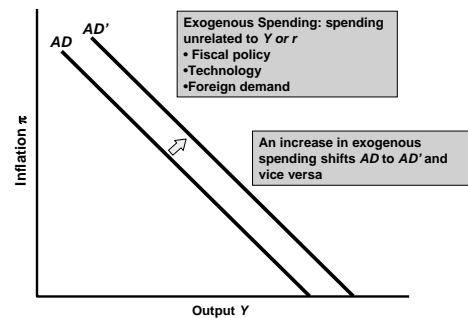 AD'
AD
Exogenous Spending: spending
unrelated to Y or r
• Fiscal policy
•Technology
•Foreign demand
An increase in exogenous
spending shifts AD to AD' and
vice versa
Inflation π
Output Y